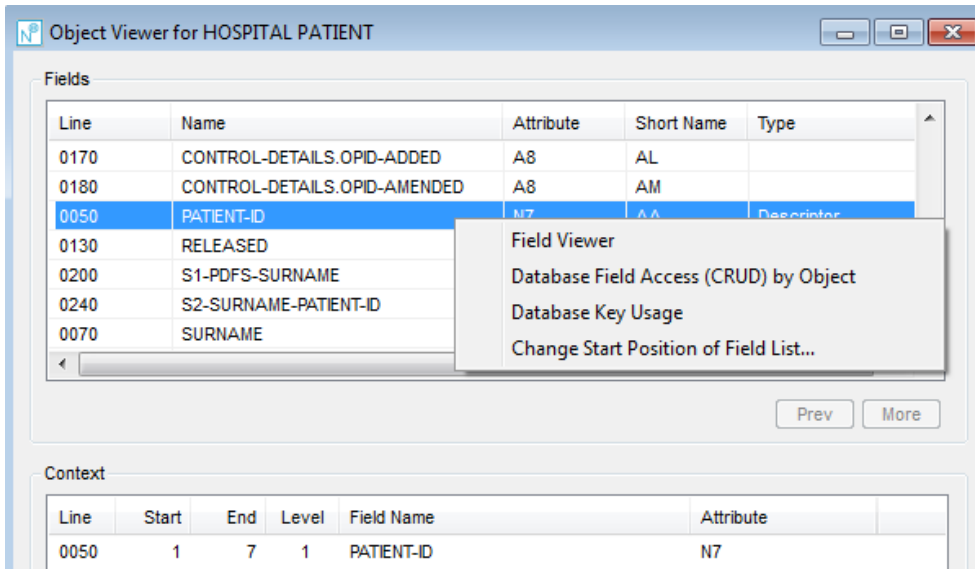 Object Viewer for HOSPITAL PATIENT
Fields
Line Name Attribute Short Name Type
0170 CONTROL-DETAILS.OPID-ADDED A8 AL
0180 CONTROL-DETAILS.OPID-AMENDED A8 AM
0050 PATIENT-ID N7 AA Descriptor
0130 RELEASED
0200 S1-PDFS-SURNAME
0240 S2-SURNAME-PATIENT-ID
0070 SURNAME
Field Viewer
Database Field Access (CRUD) by Object
Database Key Usage
Change Start Position of Field List...
Prev More
Context
Line Start End Level Field Name Attribute
0050 1 7 1 PATIENT-ID N7